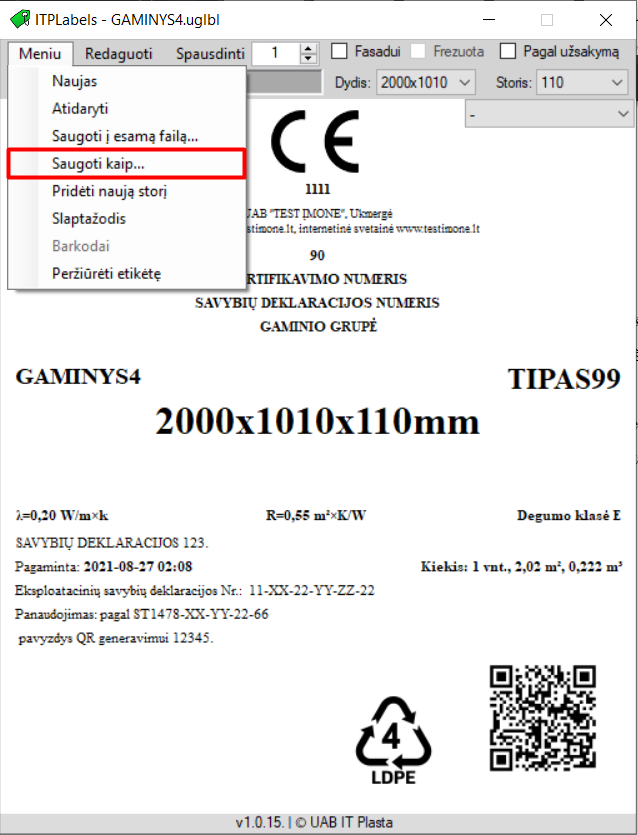 ITPLabels - GAMINYS4.uglbl
Meniu Redaguoti Spausdinti 1 Fasadui Frezuota Pagal užsakymą
Dydis: 2000x1010 Storis: 110
-
Naujas
Atidaryti
Saugoti į esamą failą...
Saugoti kaip...
Pridėti naują storį
Slaptažodis
Barkodai
Peržiūrėti etikėtę
CE
1111
UAB "TEST ĮMONE", Ukmergė
stimone.lt, internetinė svetainė www.testimone.lt
90
RTIFIKAVIMO NUMERIS
SAVYBIŲ DEKLARACIJOS NUMERIS
GAMINIO GRUPĖ
GAMINYS4 TIPAS99
2000x1010x110mm
λ=0,20 W/m×k R=0,55 m²×K/W Degumo klasė E
SAVYBIŲ DEKLARACIJOS 123.
Pagaminta: 2021-08-27 02:08 Kiekis: 1 vnt., 2,02 m², 0,222 m³
Eksploatacinių savybių deklaracijos Nr.: 11-XX-22-YY-ZZ-22
Panaudojimas: pagal ST1478-XX-YY-22-66
pavyzdys QR generavimui 12345.
4
LDPE
v1.0.15. | © UAB IT Plasta